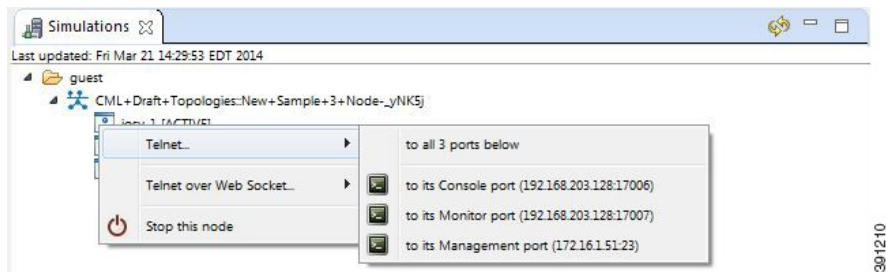 Simulations
Last updated: Fri Mar 21 14:29:53 EDT 2014
guest
CML+Draft+Topologies::New+Sample+3+Node-_yNK5j
[ACTIVE]
Telnet...
to all 3 ports below
Telnet over Web Socket...
to its Console port (192.168.203.128:17006)
to its Monitor port (192.168.203.128:17007)
Stop this node
to its Management port (172.16.1.51:23)
391210